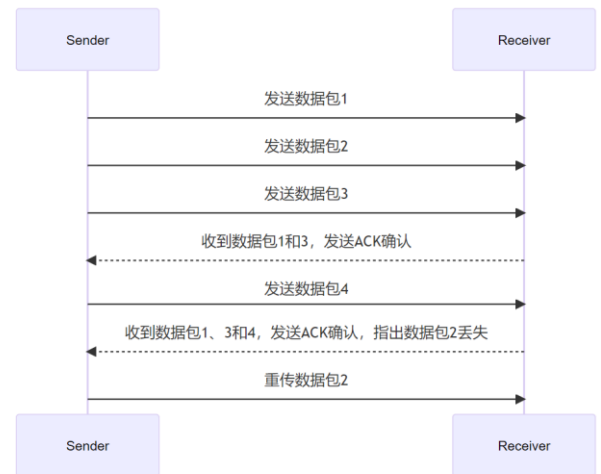 Sender
Receiver
发送数据包1
发送数据包2
发送数据包3
收到数据包1和3，发送ACK确认
发送数据包4
收到数据包1、3和4，发送ACK确认，指出数据包2丢失
重传数据包2
Sender
Receiver